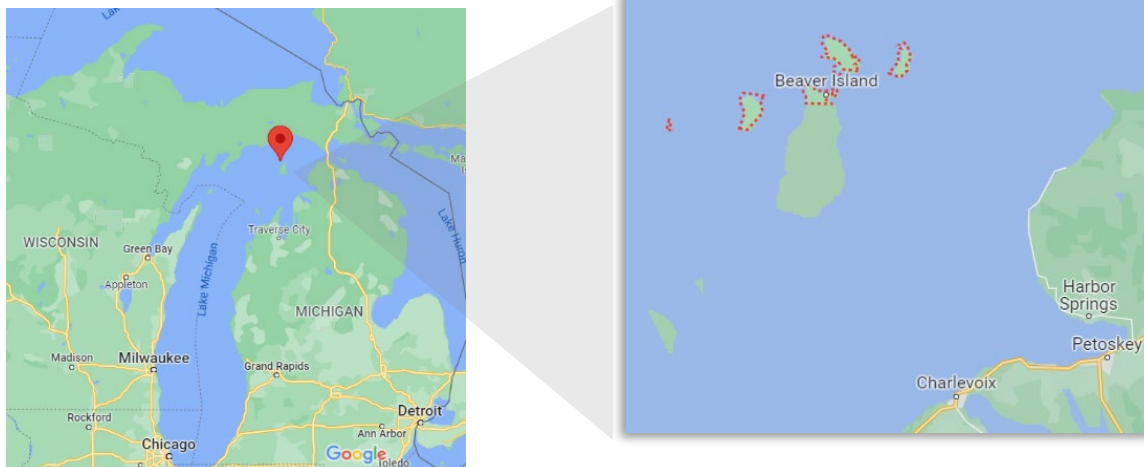 Lake
WISCONSIN
Green Bay
Appleton
Lake Michigan
Traverse City
Lake Huron
MICHIGAN
Madison
Milwaukee
Grand Rapids
Rockford
Detroit
Ann Arbor
Chicago
Google
Toledo
Beaver Island
Harbor
Springs
Petoskey
Charlevoix